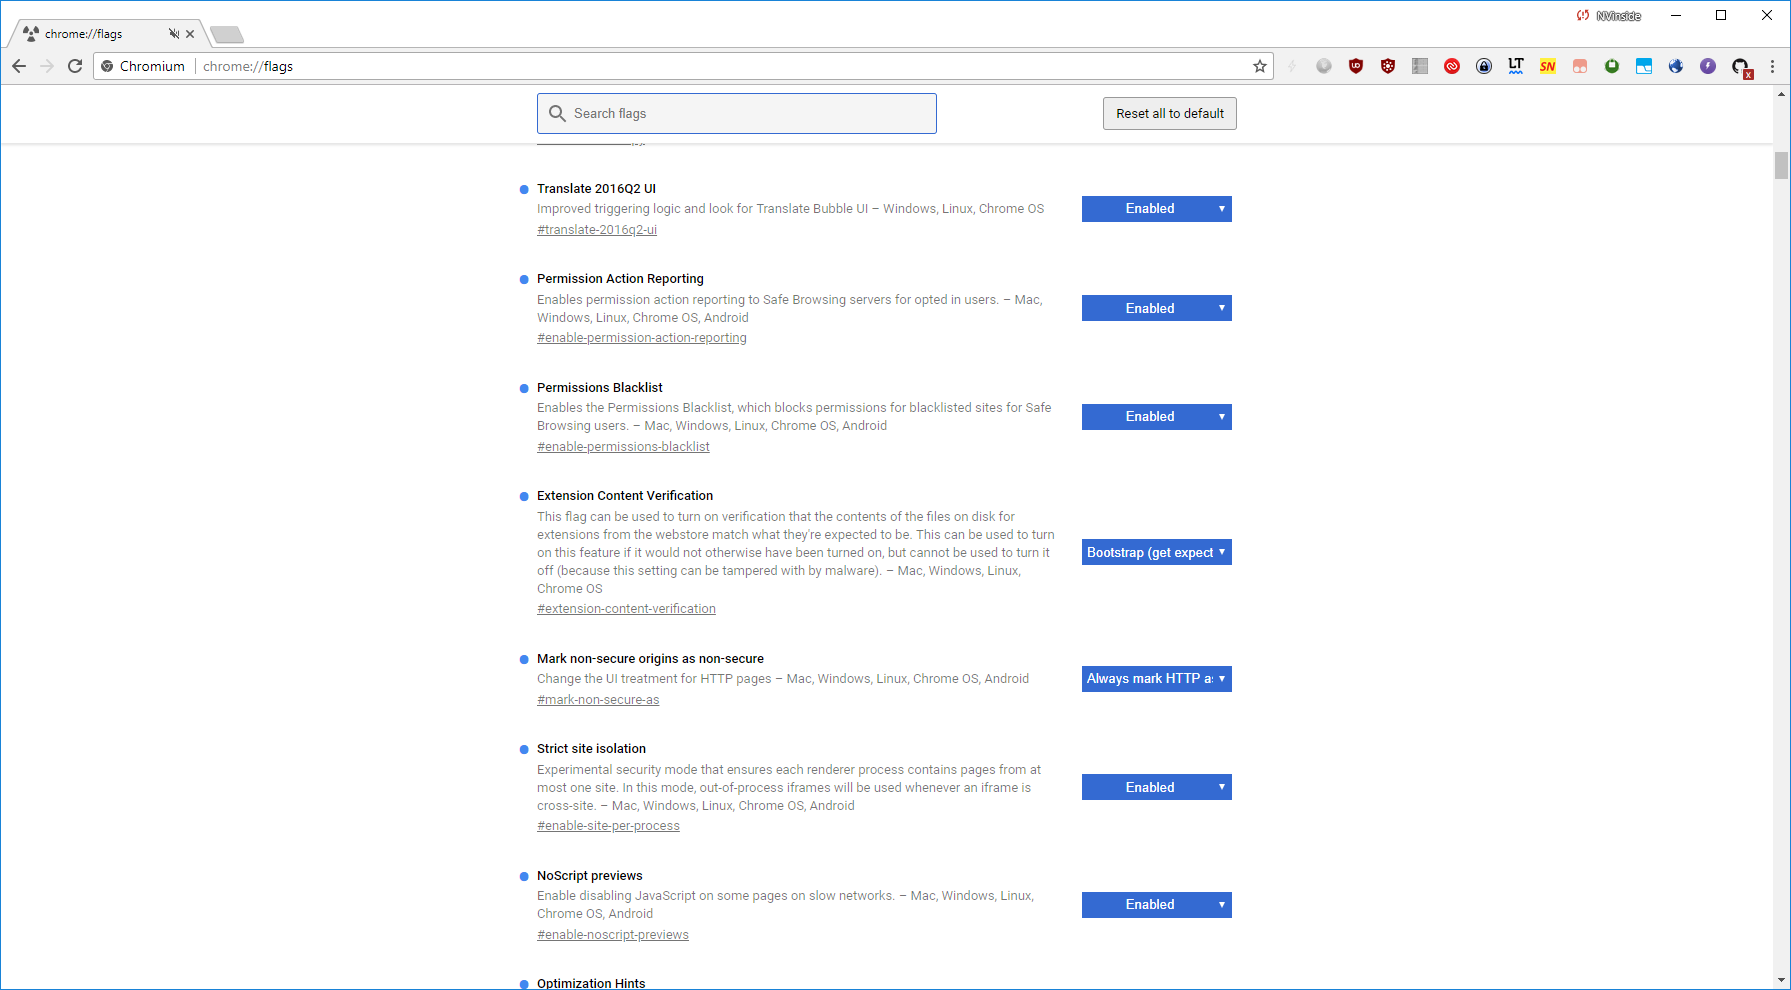 NVinside
chrome://flags
Chromium
chrome://flags
LT
SN
x
Search flags
Reset all to default
Translate 2016Q2 UI
Improved triggering logic and look for Translate Bubble UI – Windows, Linux, Chrome OS
#translate-2016q2-ui
Enabled
Permission Action Reporting
Enables permission action reporting to Safe Browsing servers for opted in users. – Mac,
Windows, Linux, Chrome OS, Android
#enable-permission-action-reporting
Enabled
Permissions Blacklist
Enables the Permissions Blacklist, which blocks permissions for blacklisted sites for Safe
Browsing users. – Mac, Windows, Linux, Chrome OS, Android
#enable-permissions-blacklist
Enabled
Extension Content Verification
This flag can be used to turn on verification that the contents of the files on disk for
extensions from the webstore match what they're expected to be. This can be used to turn
on this feature if it would not otherwise have been turned on, but cannot be used to turn it
off (because this setting can be tampered with by malware). – Mac, Windows, Linux,
Chrome OS
#extension-content-verification
Bootstrap (get expect
Mark non-secure origins as non-secure
Change the UI treatment for HTTP pages – Mac, Windows, Linux, Chrome OS, Android
#mark-non-secure-as
Always mark HTTP as
Strict site isolation
Experimental security mode that ensures each renderer process contains pages from at
most one site. In this mode, out-of-process iframes will be used whenever an iframe is
cross-site. – Mac, Windows, Linux, Chrome OS, Android
#enable-site-per-process
Enabled
NoScript previews
Enable disabling JavaScript on some pages on slow networks. – Mac, Windows, Linux,
Chrome OS, Android
#enable-noscript-previews
Enabled
Optimization Hints